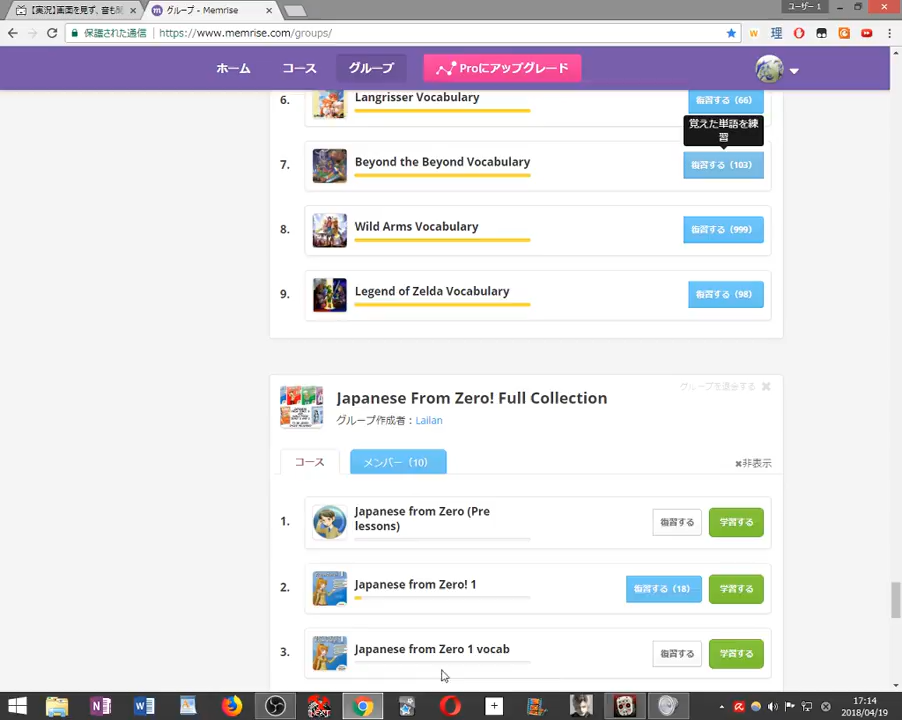 【実況】画面を見ず、音も
グループ - Memrise
ユーザー 1
保護された通信
https://www.memrise.com/groups/
ホーム
コース
グループ
Proにアップグレード
6.
Langrisser Vocabulary
復習する（66）
覚えた単語を練
習
7.
Beyond the Beyond Vocabulary
復習する（103）
8.
Wild Arms Vocabulary
復習する（999）
9.
Legend of Zelda Vocabulary
復習する（98）
グループを退会する
Japanese From Zero! Full Collection
グループ作成者：Lailan
コース
メンバー（10）
非表示
1.
Japanese from Zero (Pre
lessons)
復習する
学習する
2.
Japanese from Zero! 1
復習する（18）
学習する
3.
Japanese from Zero 1 vocab
復習する
学習する
17:14
2018/04/19